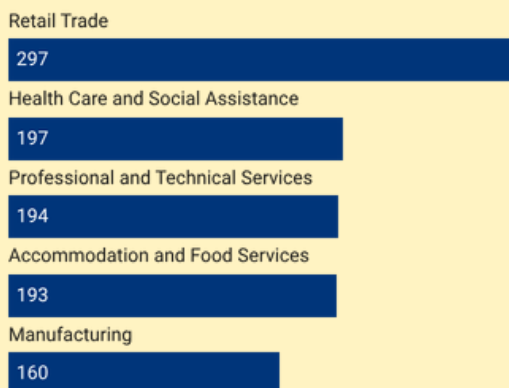 Retail Trade
297
Health Care and Social Assistance
197
Professional and Technical Services
194
Accommodation and Food Services
193
Manufacturing
160